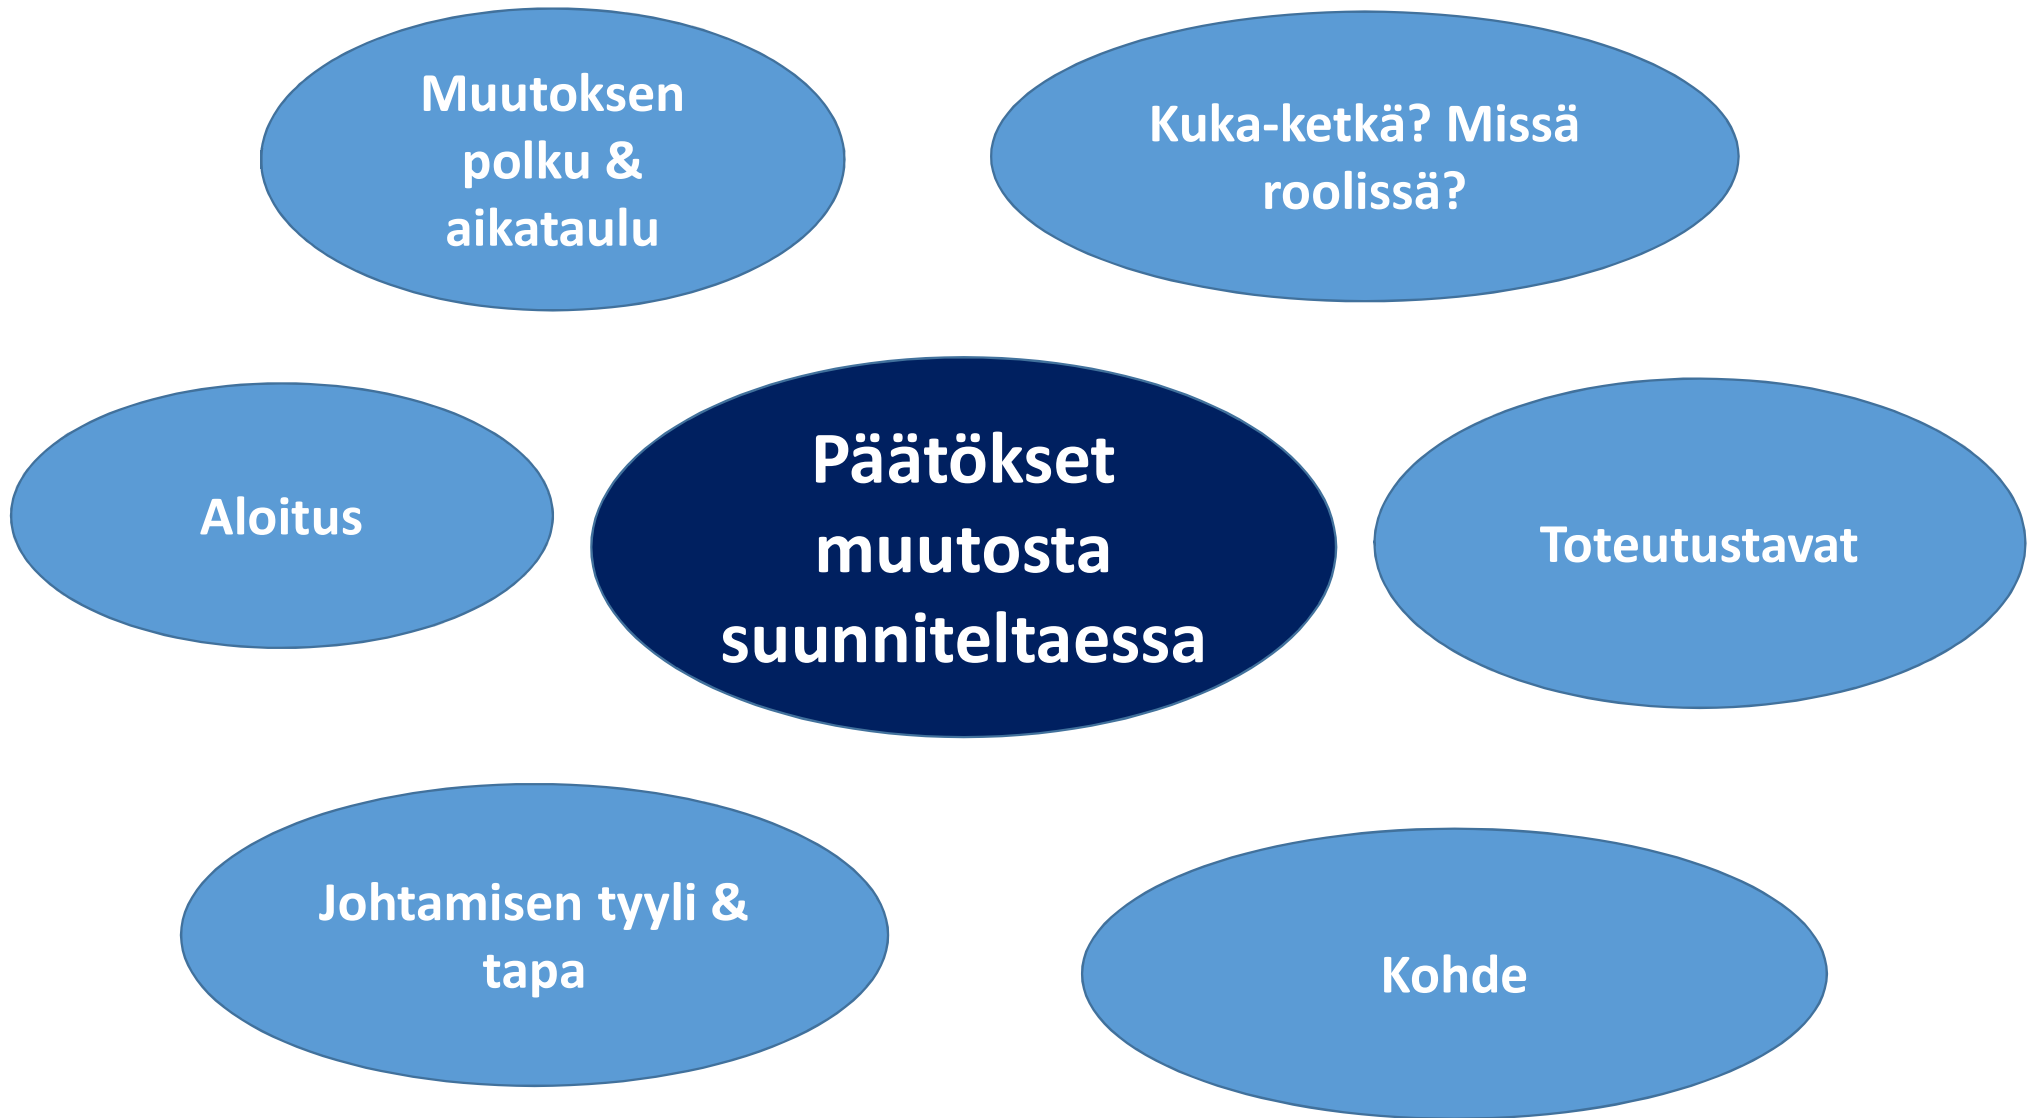 Muutoksen
polku &
aikataulu
Kuka-ketkä? Missä
roolissä?
Aloitus
Päätökset
muutosta
suunniteltaessa
Toteutustavat
Johtamisen tyyli &
tapa
Kohde